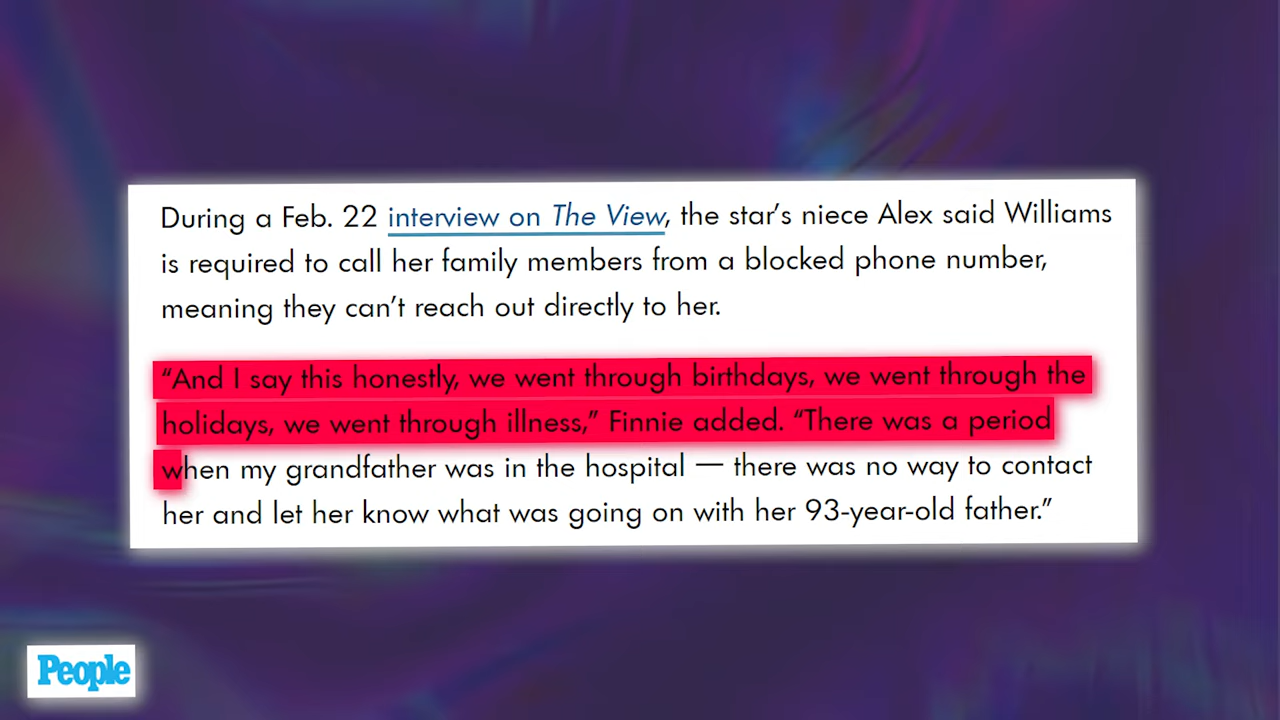 During a Feb. 22 interview on The View, the star’s niece Alex said Williams
is required to call her family members from a blocked phone number,
meaning they can’t reach out directly to her.
“And I say this honestly, we went through birthdays, we went through the
holidays, we went through illness,” Finnie added. “There was a period
when my grandfather was in the hospital — there was no way to contact
her and let her know what was going on with her 93-year-old father.”
People